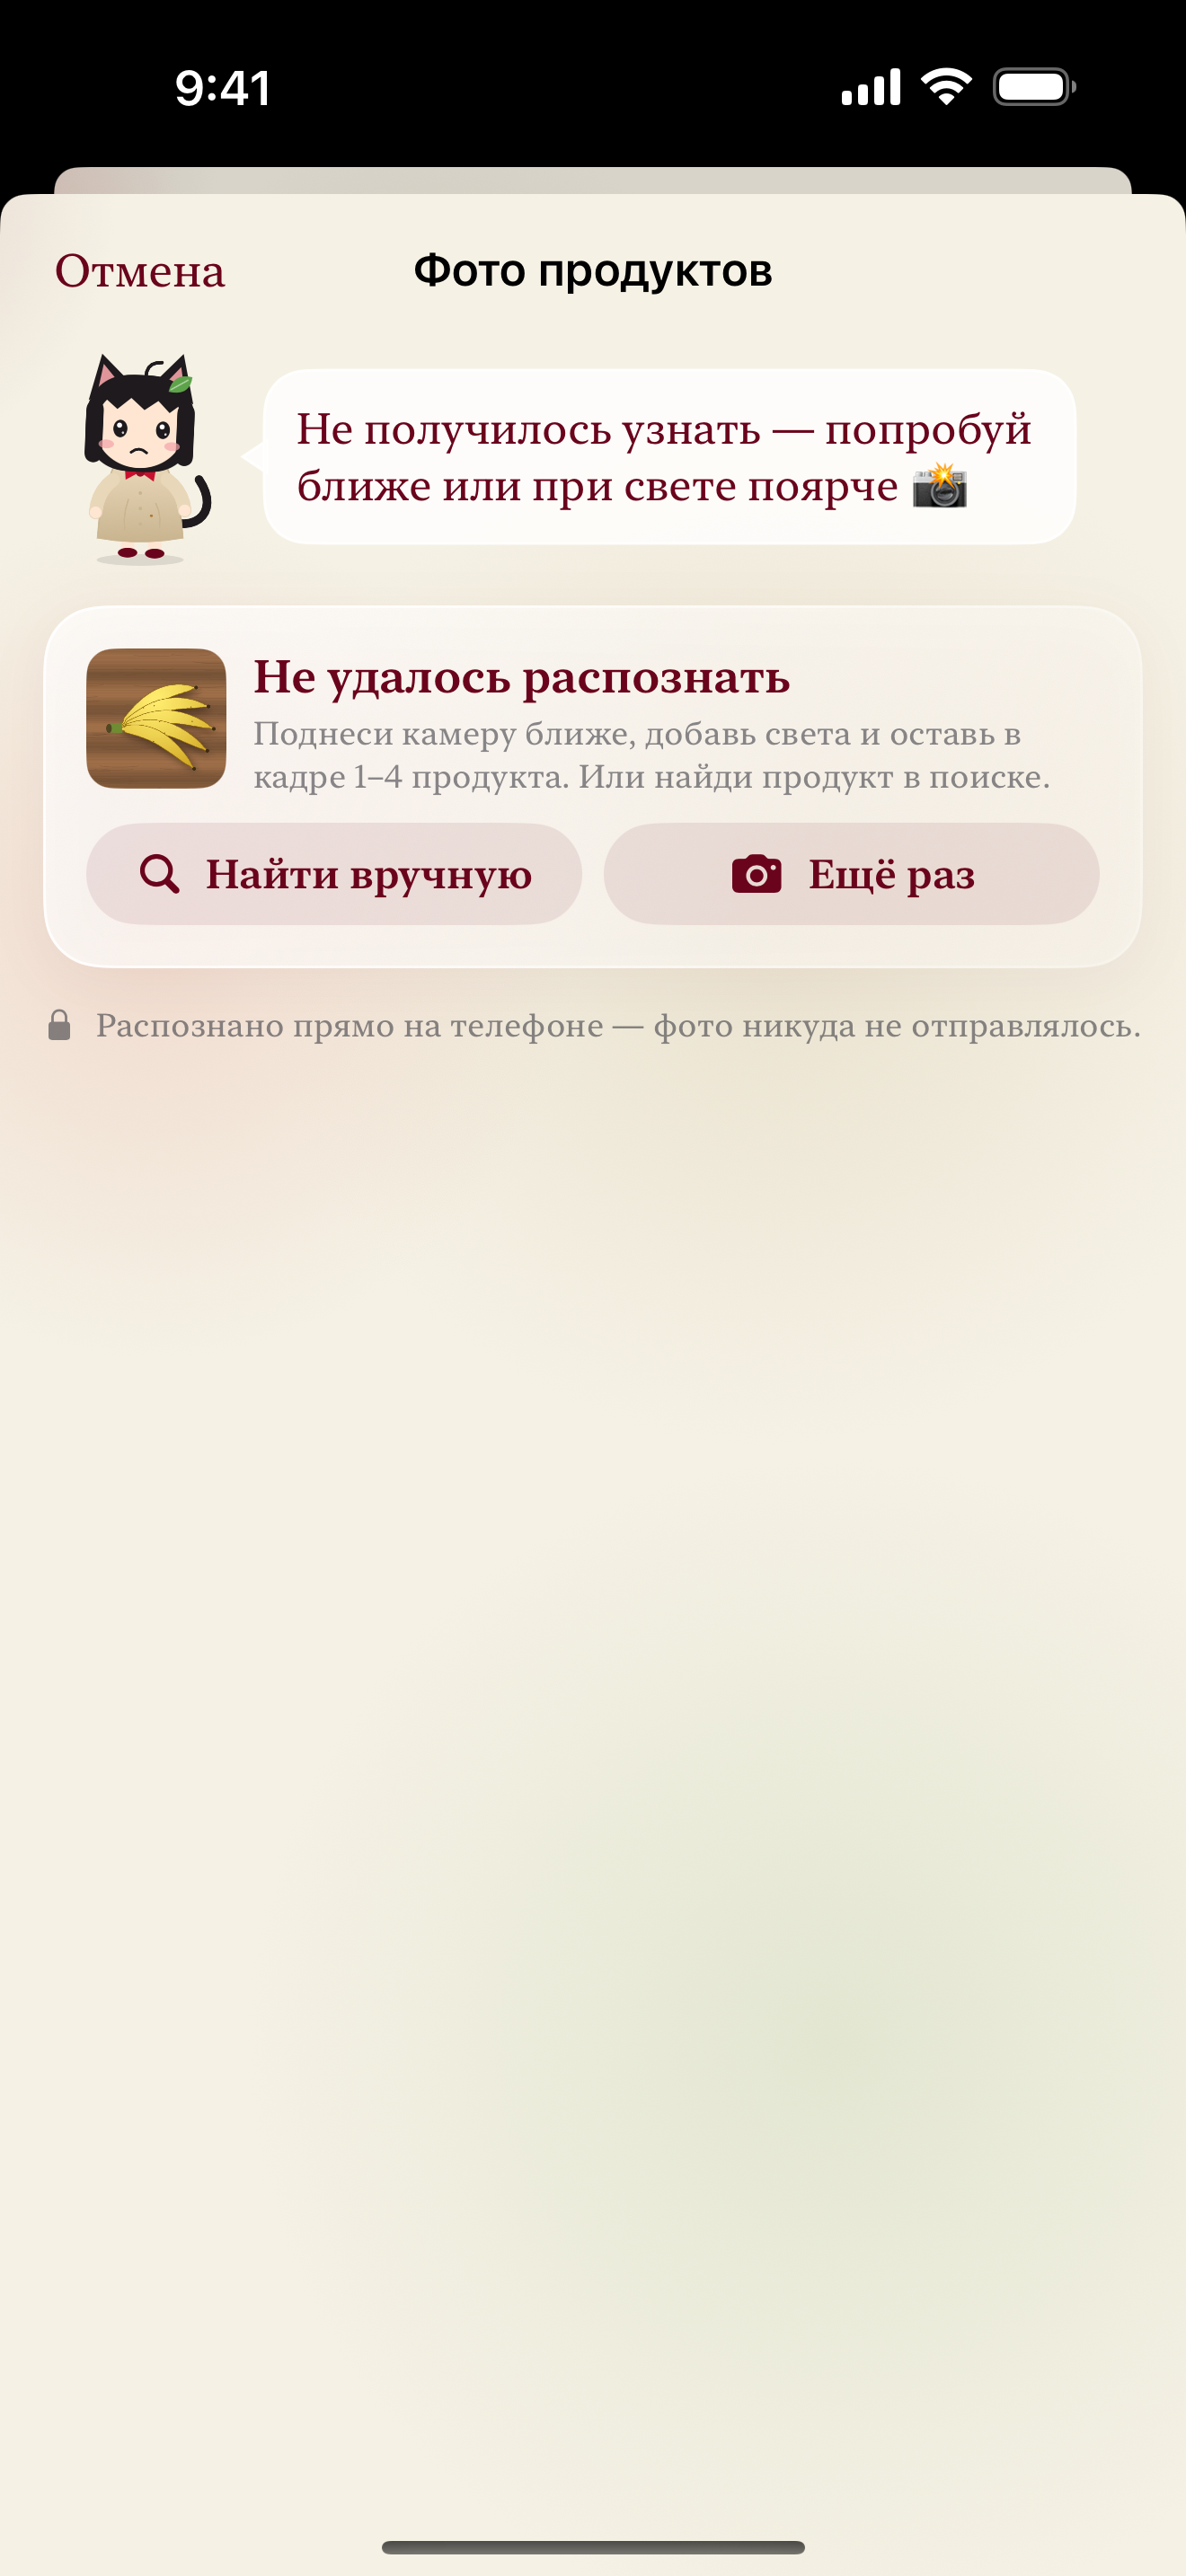 9:41
Отмена
Фото продуктов
Не получилось узнать — попробуй
ближе или при свете поярче 📸
Не удалось распознать
Поднеси камеру ближе, добавь света и оставь в
кадре 1–4 продукта. Или найди продукт в поиске.
Найти вручную
Ещё раз
Распознано прямо на телефоне — фото никуда не отправлялось.